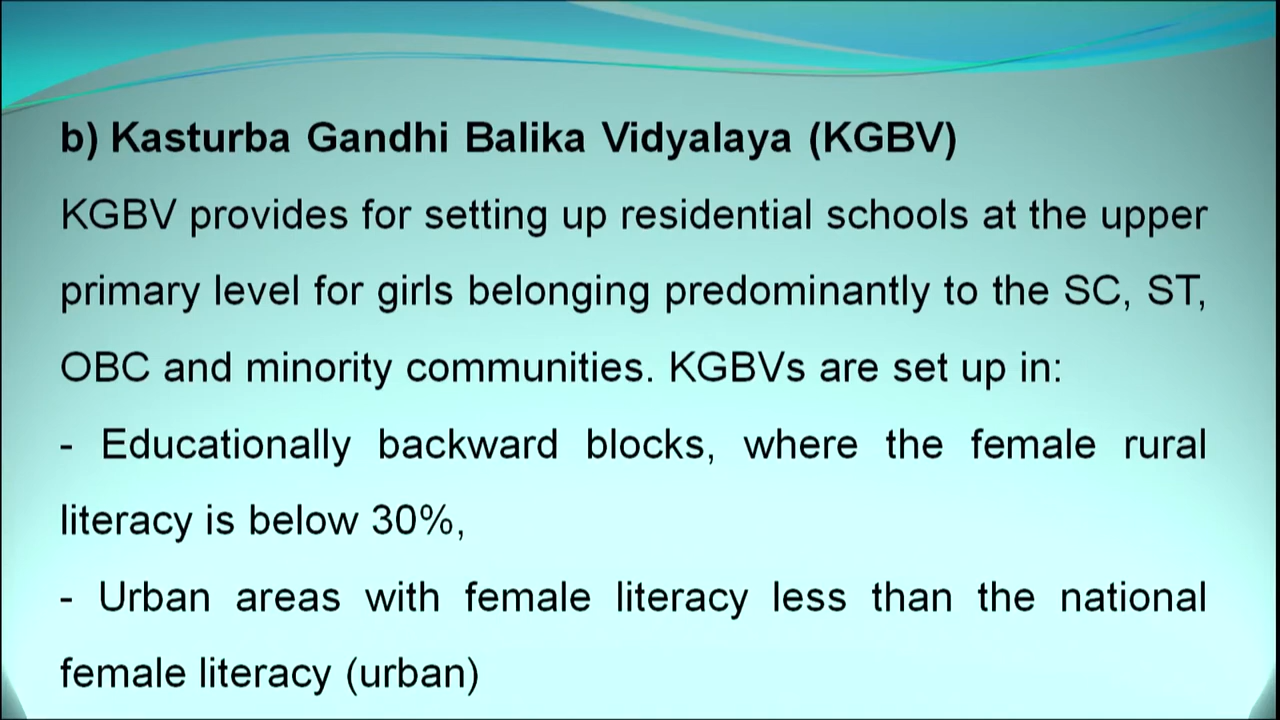 b) Kasturba Gandhi Balika Vidyalaya (KGBV)
KGBV provides for setting up residential schools at the upper
primary level for girls belonging predominantly to the SC, ST,
OBC and minority communities. KGBVs are set up in:
- Educationally backward blocks, where the female rural
literacy is below 30%,
- Urban areas with female literacy less than the national
female literacy (urban)